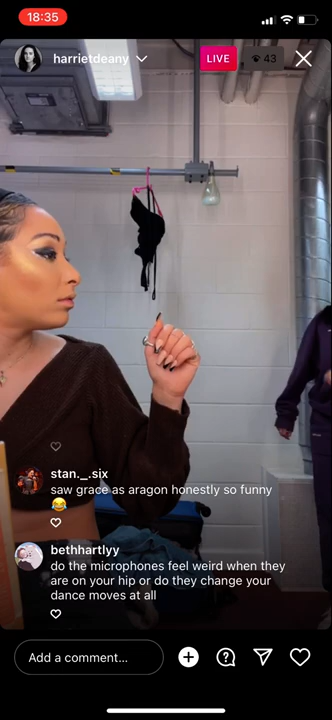 18:35
harrietdeany
LIVE
43
stan._.six
saw grace as aragon honestly so funny
😂
bethhartlyy
do the microphones feel weird when they
are on your hip or do they change your
dance moves at all
Add a comment...